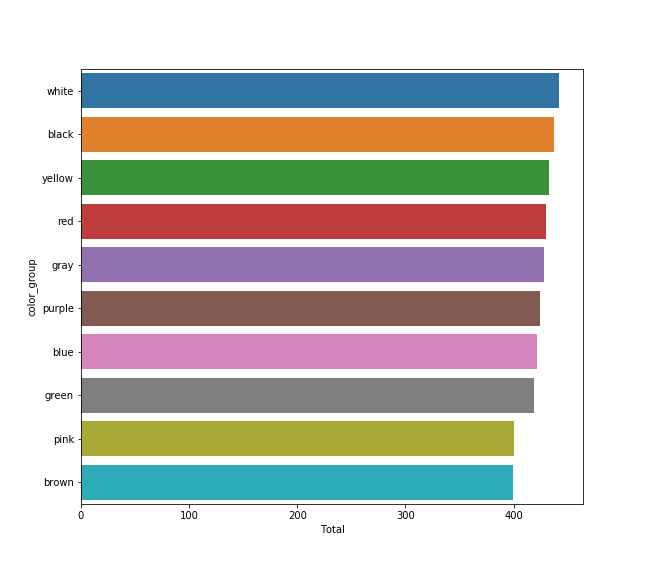 white
black
yellow
red
gray
purple
blue
green
pink
brown
color_group
0 100 200 300 400
Total